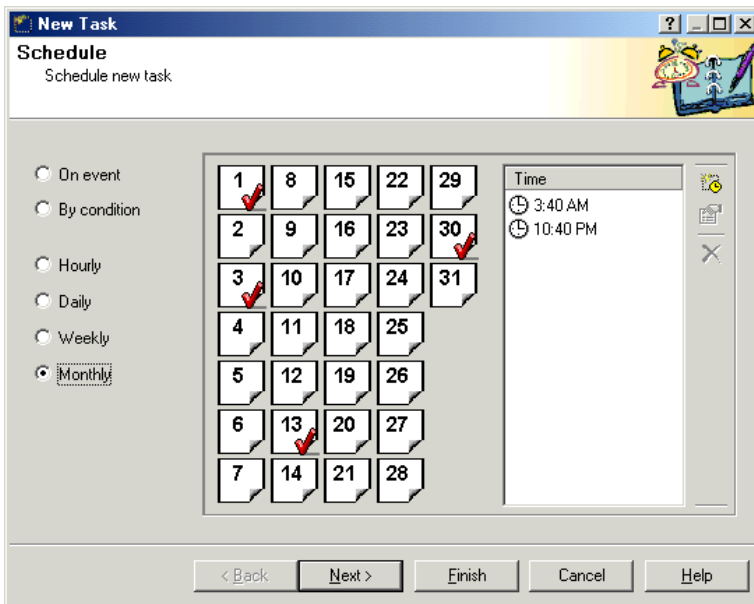 New Task
Schedule
Schedule new task
On event
By condition
Hourly
Daily
Weekly
Monthly
1 8 15 22 29
2 9 16 23 30
3 10 17 24 31
4 11 18 25
5 12 19 26
6 13 20 27
7 14 21 28
Time
3:40 AM
10:40 PM
< Back Next > Finish Cancel Help